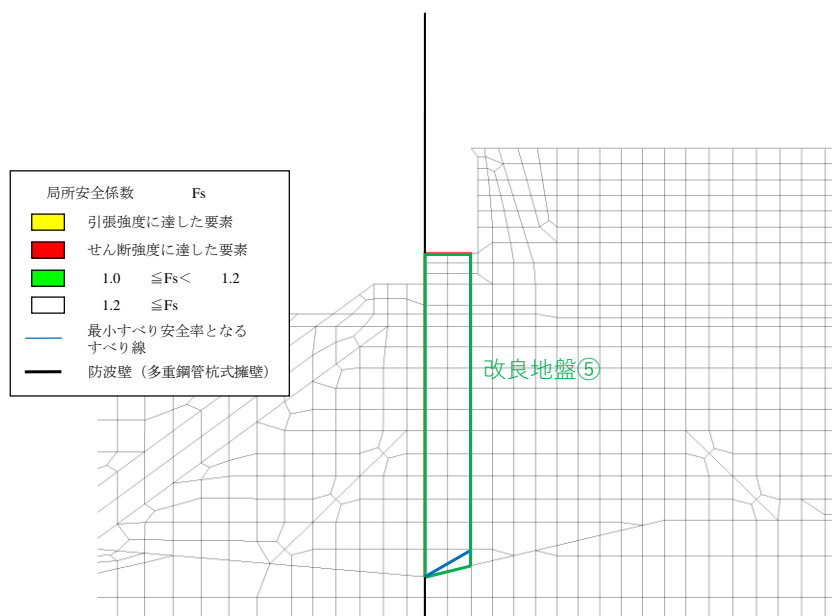 局所安全係数 Fs
引張強度に達した要素
せん断強度に達した要素
1.0 ≦Fs< 1.2
1.2 ≦Fs
最小すべり安全率となる
すべり線
防波壁（多重鋼管杭式擁壁）
改良地盤⑤